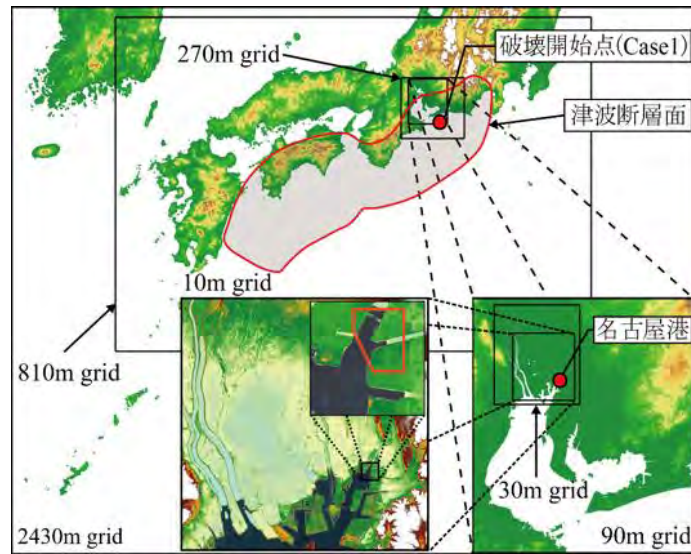 270m grid
破壊開始点(Case1)
津波断層面
10m grid
名古屋港
810m grid
30m grid
2430m grid
90m grid